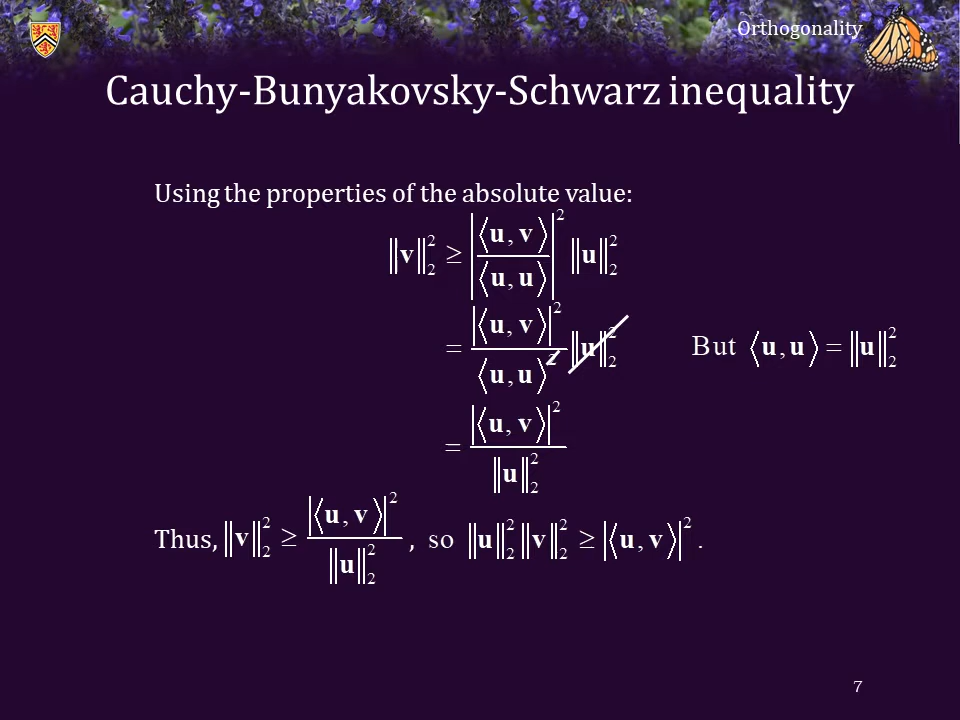 Orthogonality
Cauchy-Bunyakovsky-Schwarz inequality
Using the properties of the absolute value:
‖v‖₂² ≥ |⟨u, v⟩ / ⟨u, u⟩|² ‖u‖₂²
= |⟨u, v⟩|² / ⟨u, u⟩² ‖u‖₂² But ⟨u, u⟩ = ‖u‖₂²
= |⟨u, v⟩|² / ‖u‖₂²
Thus, ‖v‖₂² ≥ |⟨u, v⟩|² / ‖u‖₂² , so ‖u‖₂² ‖v‖₂² ≥ |⟨u, v⟩|² .
7